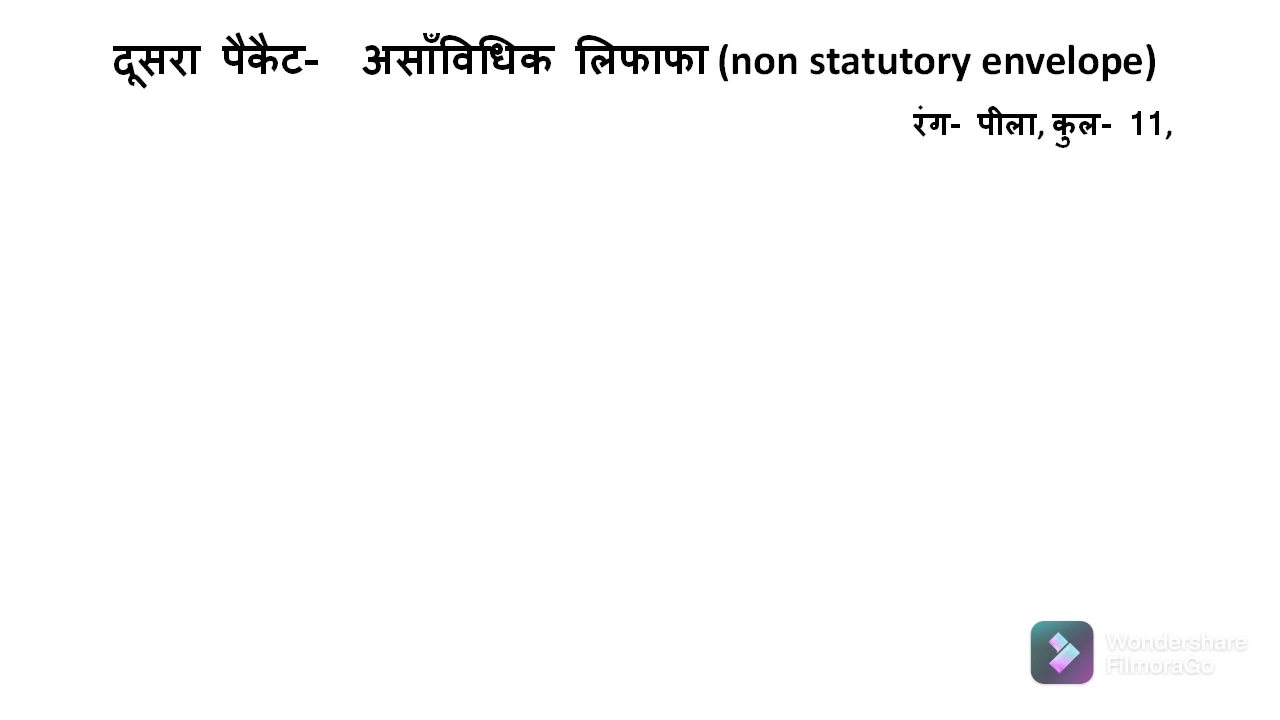 दूसरा पैकैट- असाँविधिक लिफाफा (non statutory envelope)
रंग- पीला, कुल- 11,
Wondershare
FilmoraGo